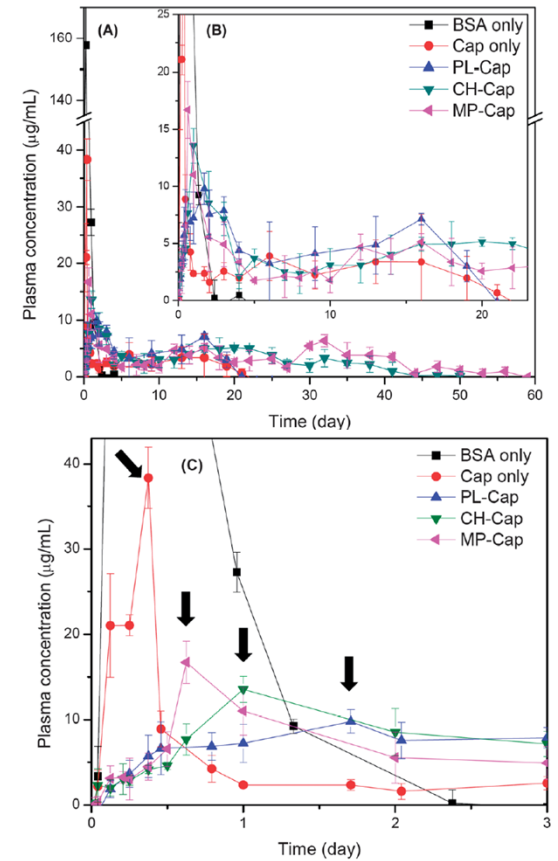 (A)
(B)
BSA only
Cap only
PL-Cap
CH-Cap
MP-Cap
160
140
40
30
20
10
0
25
20
15
10
5
0
0
10
20
0
10
20
30
40
50
60
Plasma concentration (µg/mL)
Time (day)
(C)
BSA only
Cap only
PL-Cap
CH-Cap
MP-Cap
40
30
20
10
0
0
1
2
3
Plasma concentration (µg/mL)
Time (day)